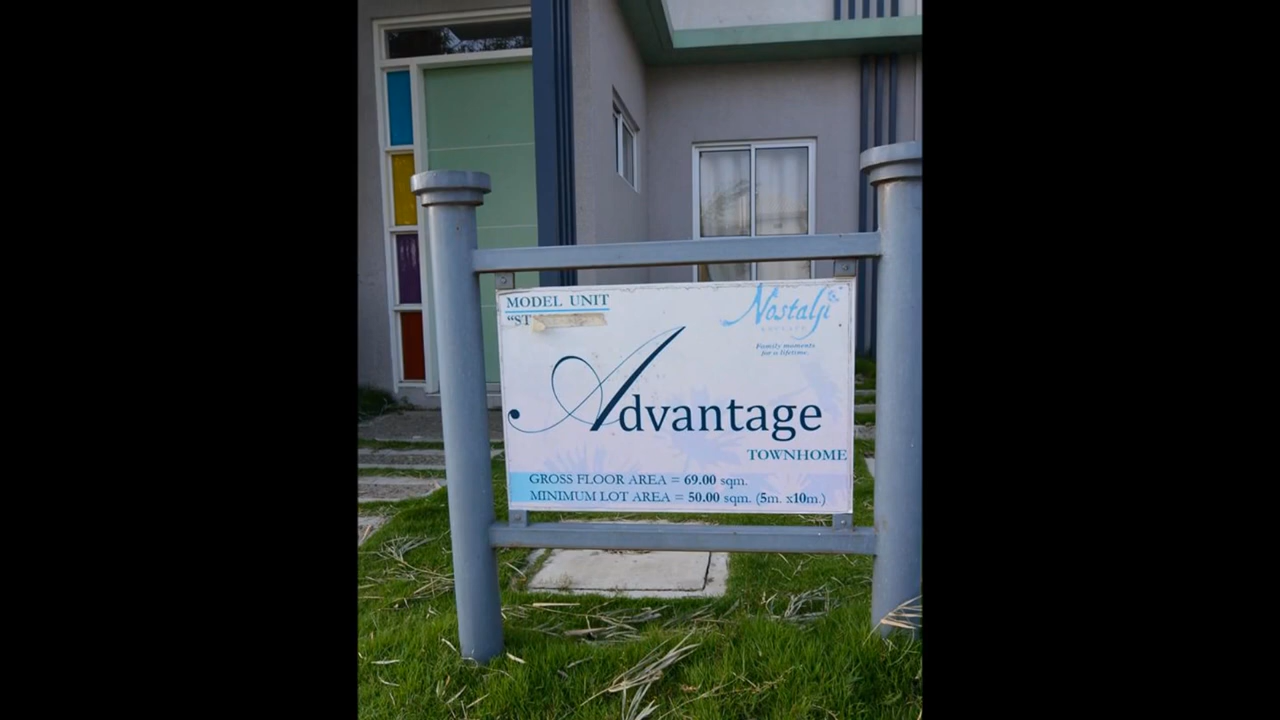 MODEL UNIT
"ST
Nostalji
Family moments
for a lifetime.
Advantage
TOWNHOME
GROSS FLOOR AREA = 69.00 sqm.
MINIMUM LOT AREA = 50.00 sqm. (5m. x10m.)